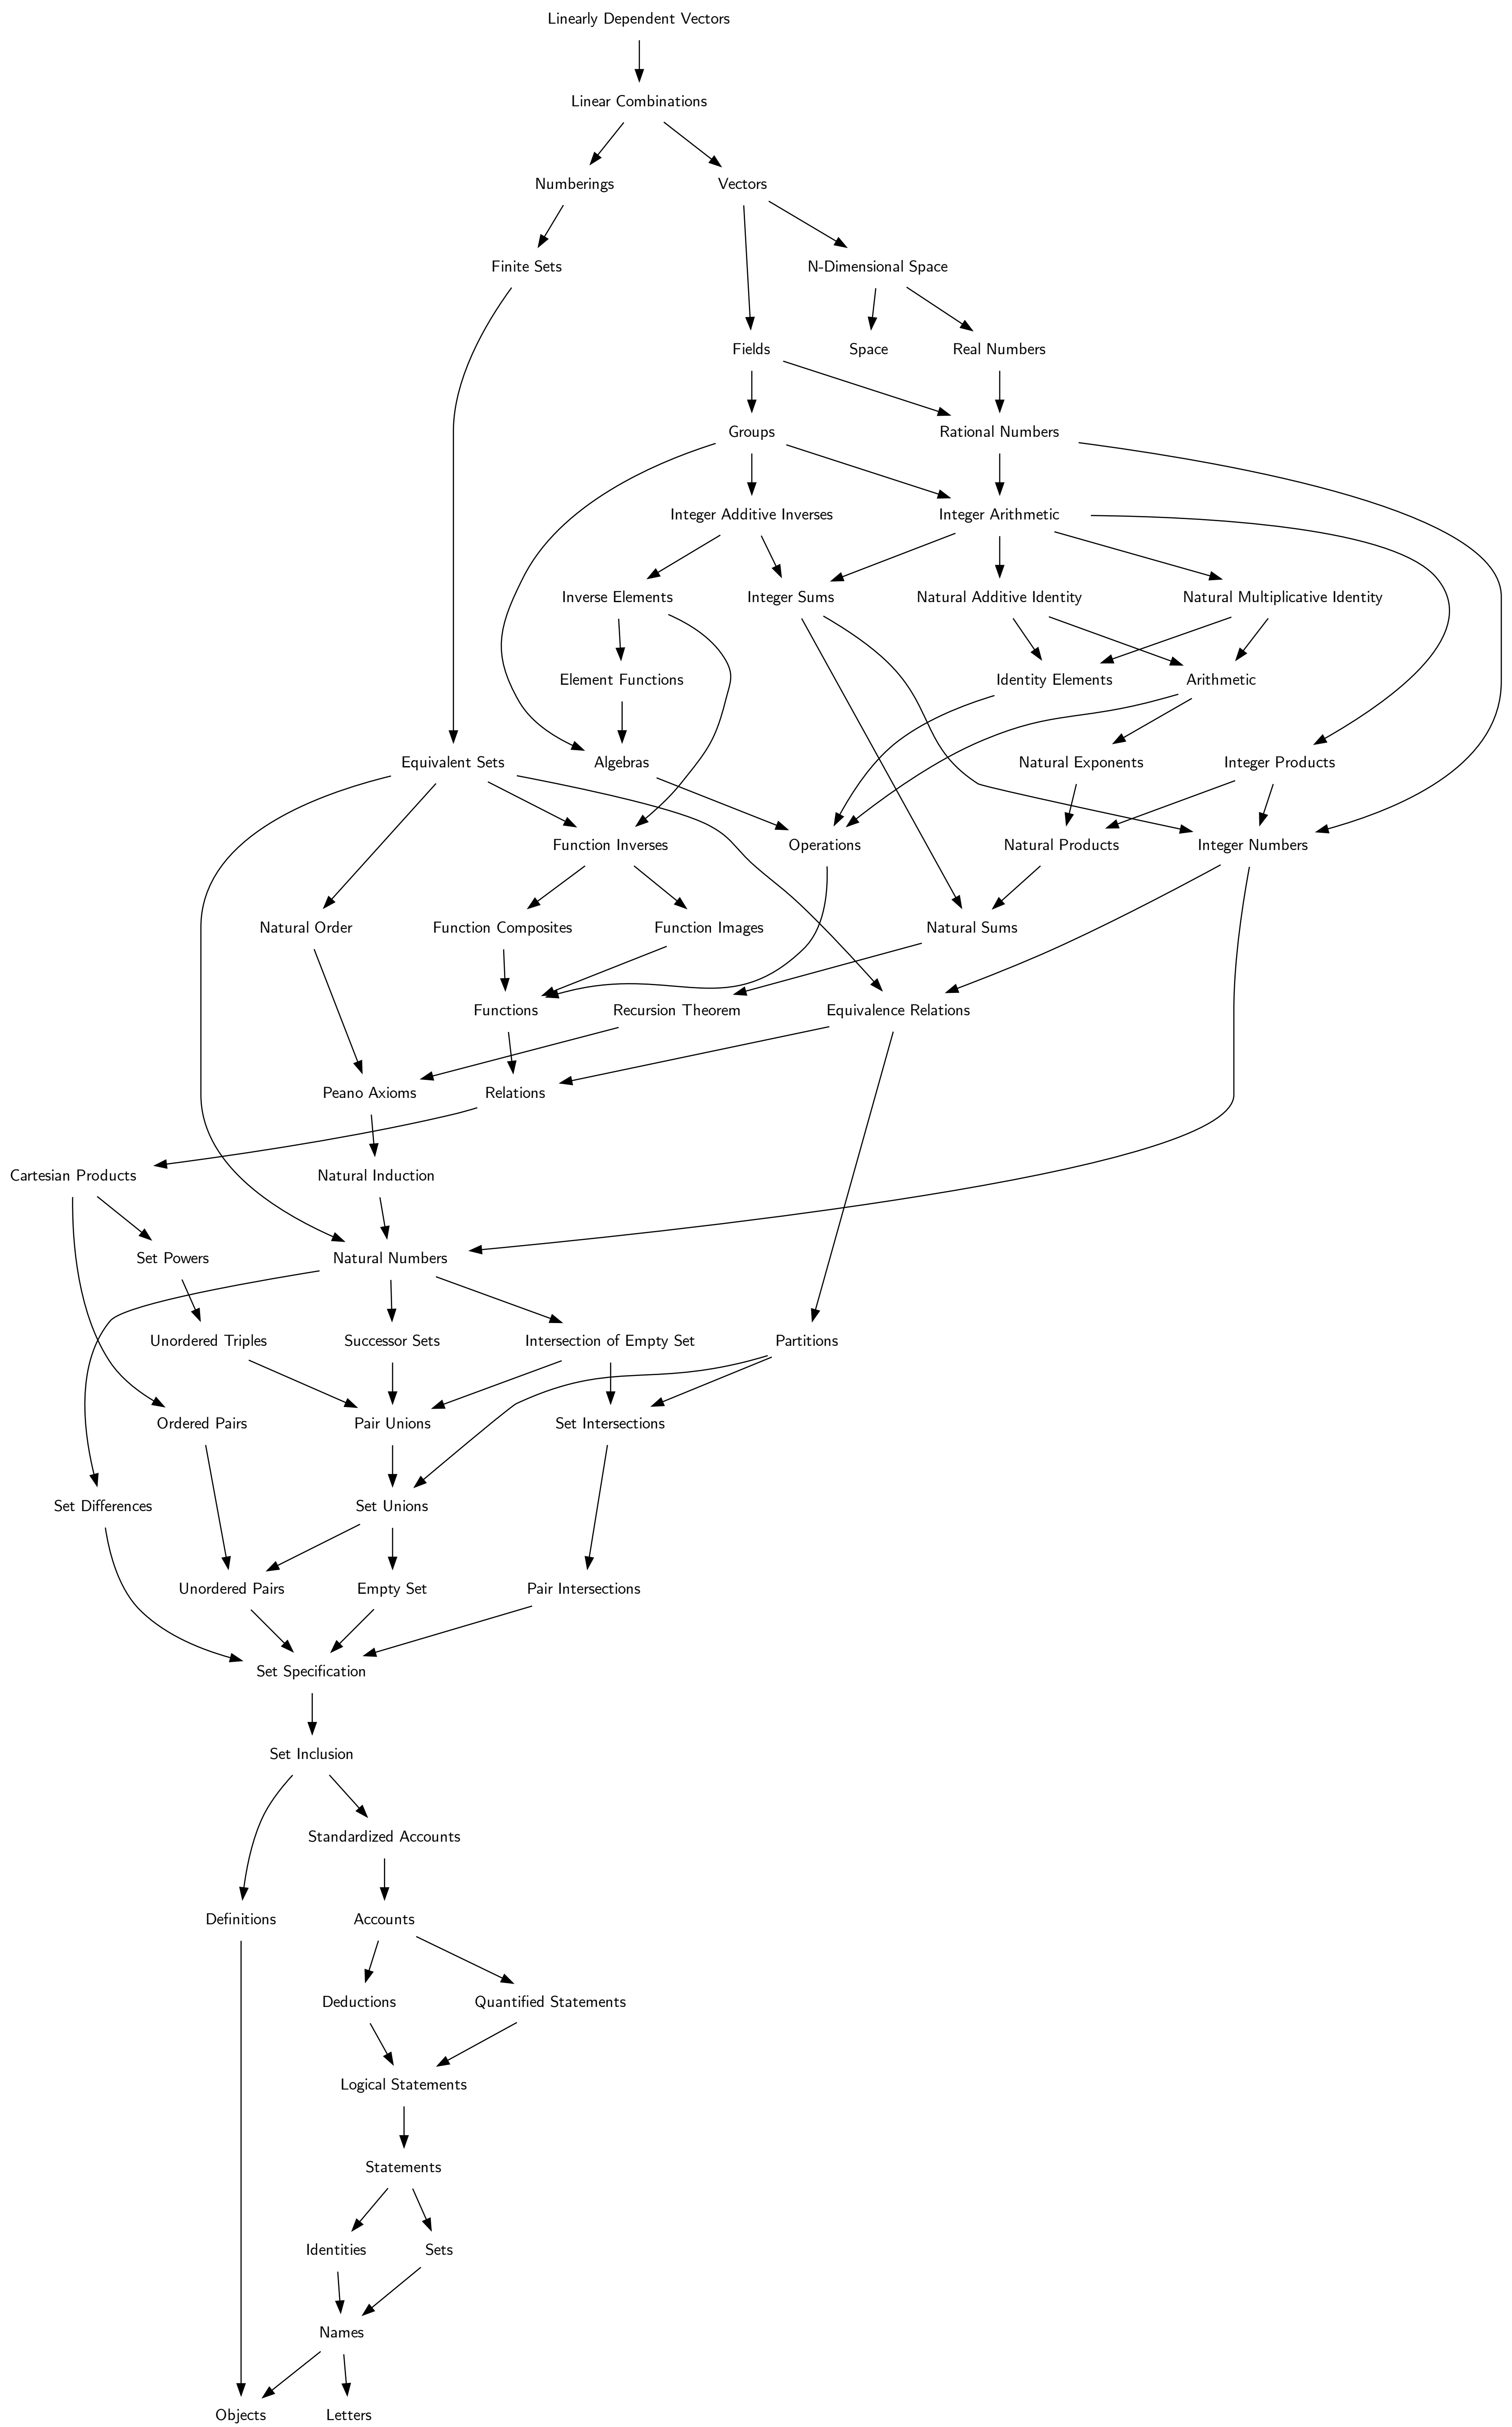 Linearly Dependent Vectors
Linear Combinations
Numberings
Vectors
Finite Sets
N-Dimensional Space
Fields
Space
Real Numbers
Groups
Rational Numbers
Integer Additive Inverses
Integer Arithmetic
Inverse Elements
Integer Sums
Natural Additive Identity
Natural Multiplicative Identity
Element Functions
Identity Elements
Arithmetic
Equivalent Sets
Algebras
Natural Exponents
Integer Products
Function Inverses
Operations
Natural Products
Integer Numbers
Natural Order
Function Composites
Function Images
Natural Sums
Functions
Recursion Theorem
Equivalence Relations
Peano Axioms
Relations
Cartesian Products
Natural Induction
Set Powers
Natural Numbers
Unordered Triples
Successor Sets
Intersection of Empty Set
Partitions
Ordered Pairs
Pair Unions
Set Intersections
Set Differences
Set Unions
Unordered Pairs
Empty Set
Pair Intersections
Set Specification
Set Inclusion
Standardized Accounts
Definitions
Accounts
Deductions
Quantified Statements
Logical Statements
Statements
Identities
Sets
Names
Objects
Letters